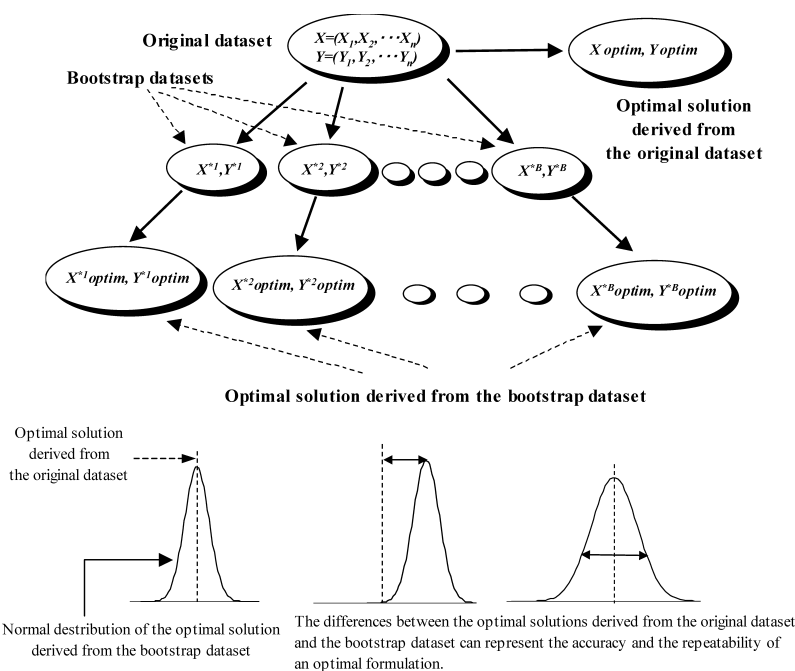 Original dataset
X=(X1,X2,···Xn)
Y=(Y1,Y2,···Yn)
X optim, Y optim
Bootstrap datasets
Optimal solution
derived from
the original dataset
X*1,Y*1
X*2,Y*2
X*B,Y*B
X*1optim, Y*1optim
X*2optim, Y*2optim
X*Boptim, Y*Boptim
Optimal solution derived from the bootstrap dataset
Optimal solution
derived from
the original dataset
Normal destribution of the optimal solution
derived from the bootstrap dataset
The differences between the optimal solutions derived from the original dataset
and the bootstrap dataset can represent the accuracy and the repeatability of
an optimal formulation.